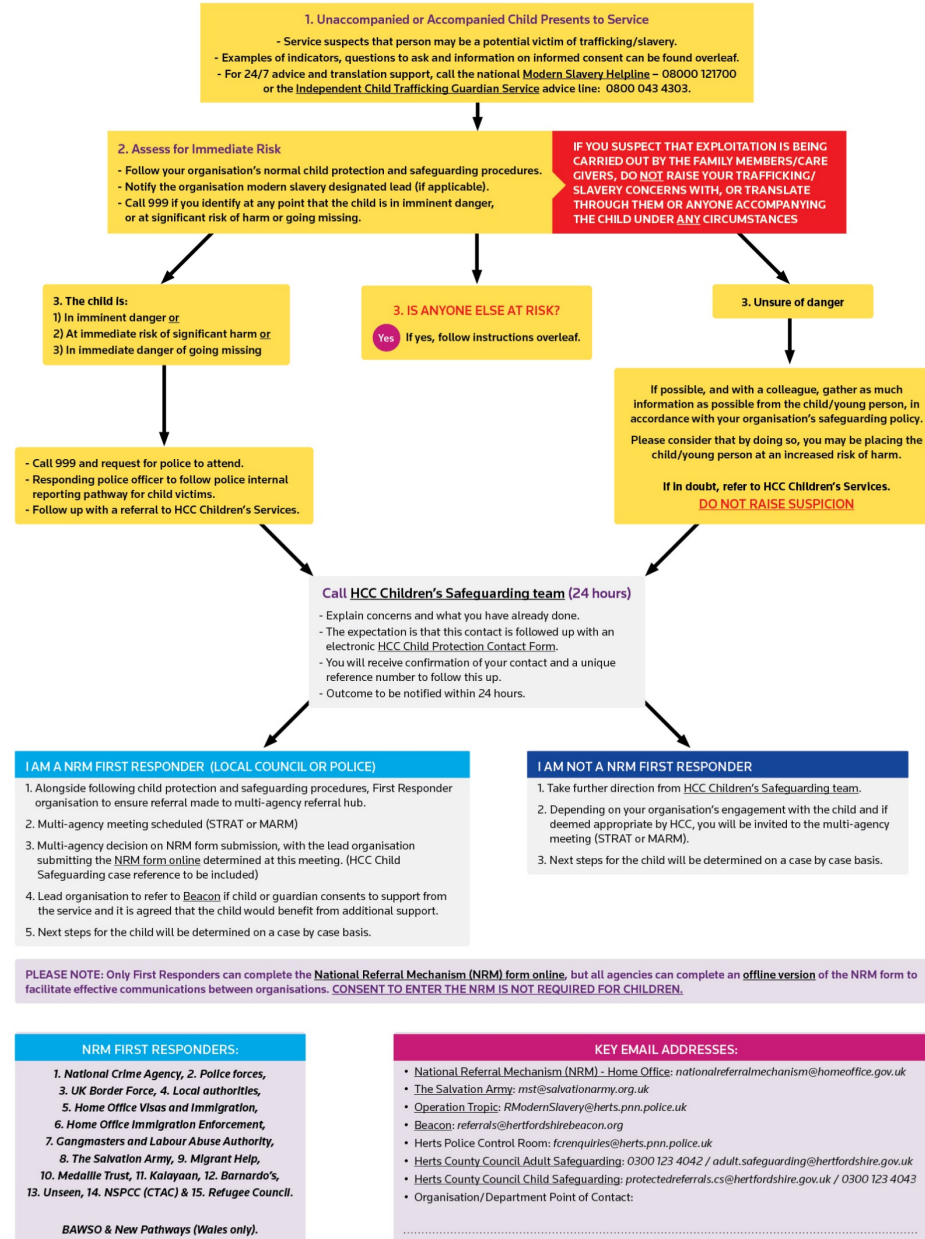 1. Unaccompanied or Accompanied Child Presents to Service
- Service suspects that person may be a potential victim of trafficking/slavery.
- Examples of indicators, questions to ask and information on informed consent can be found overleaf.
- For 24/7 advice and translation support, call the national Modern Slavery Helpline – 08000 121700
or the Independent Child Trafficking Guardian Service advice line: 0800 043 4303.
2. Assess for Immediate Risk
- Follow your organisation's normal child protection and safeguarding procedures.
- Notify the organisation modern slavery designated lead (if applicable).
- Call 999 if you identify at any point that the child is in imminent danger,
or at significant risk of harm or going missing.
IF YOU SUSPECT THAT EXPLOITATION IS BEING
CARRIED OUT BY THE FAMILY MEMBERS/CARE
GIVERS, DO NOT RAISE YOUR TRAFFICKING/
SLAVERY CONCERNS WITH, OR TRANSLATE
THROUGH THEM OR ANYONE ACCOMPANYING
THE CHILD UNDER ANY CIRCUMSTANCES
3. The child is:
1) In imminent danger or
2) At immediate risk of significant harm or
3) In immediate danger of going missing
3. IS ANYONE ELSE AT RISK?
Yes If yes, follow instructions overleaf.
3. Unsure of danger
If possible, and with a colleague, gather as much
information as possible from the child/young person, in
accordance with your organisation's safeguarding policy.
Please consider that by doing so, you may be placing the
child/young person at an increased risk of harm.
If in doubt, refer to HCC Children's Services.
DO NOT RAISE SUSPICION
- Call 999 and request for police to attend.
- Responding police officer to follow police internal
reporting pathway for child victims.
- Follow up with a referral to HCC Children's Services.
Call HCC Children's Safeguarding team (24 hours)
- Explain concerns and what you have already done.
- The expectation is that this contact is followed up with an
electronic HCC Child Protection Contact Form.
- You will receive confirmation of your contact and a unique
reference number to follow this up.
- Outcome to be notified within 24 hours.
I AM A NRM FIRST RESPONDER (LOCAL COUNCIL OR POLICE)
1. Alongside following child protection and safeguarding procedures, First Responder
organisation to ensure referral made to multi-agency referral hub.
2. Multi-agency meeting scheduled (STRAT or MARM)
3. Multi-agency decision on NRM form submission, with the lead organisation
submitting the NRM form online determined at this meeting. (HCC Child
Safeguarding case reference to be included)
4. Lead organisation to refer to Beacon if child or guardian consents to support from
the service and it is agreed that the child would benefit from additional support.
5. Next steps for the child will be determined on a case by case basis.
I AM NOT A NRM FIRST RESPONDER
1. Take further direction from HCC Children's Safeguarding team.
2. Depending on your organisation's engagement with the child and if
deemed appropriate by HCC, you will be invited to the multi-agency
meeting (STRAT or MARM).
3. Next steps for the child will be determined on a case by case basis.
PLEASE NOTE: Only First Responders can complete the National Referral Mechanism (NRM) form online, but all agencies can complete an offline version of the NRM form to
facilitate effective communications between organisations. CONSENT TO ENTER THE NRM IS NOT REQUIRED FOR CHILDREN.
NRM FIRST RESPONDERS:
1. National Crime Agency, 2. Police forces,
3. UK Border Force, 4. Local authorities,
5. Home Office Visas and Immigration,
6. Home Office Immigration Enforcement,
7. Gangmasters and Labour Abuse Authority,
8. The Salvation Army, 9. Migrant Help,
10. Medaille Trust, 11. Kalayaan, 12. Barnardo's,
13. Unseen, 14. NSPCC (CTAC) & 15. Refugee Council.
BAWSO & New Pathways (Wales only).
KEY EMAIL ADDRESSES:
• National Referral Mechanism (NRM) - Home Office: nationalreferralmechanism@homeoffice.gov.uk
• The Salvation Army: mst@salvationarmy.org.uk
• Operation Tropic: RModernSlavery@herts.pnn.police.uk
• Beacon: referrals@hertfordshirebeacon.org
• Herts Police Control Room: fcrenquiries@herts.pnn.police.uk
• Herts County Council Adult Safeguarding: 0300 123 4042 / adult.safeguarding@hertfordshire.gov.uk
• Herts County Council Child Safeguarding: protectedreferrals.cs@hertfordshire.gov.uk / 0300 123 4043
• Organisation/Department Point of Contact: